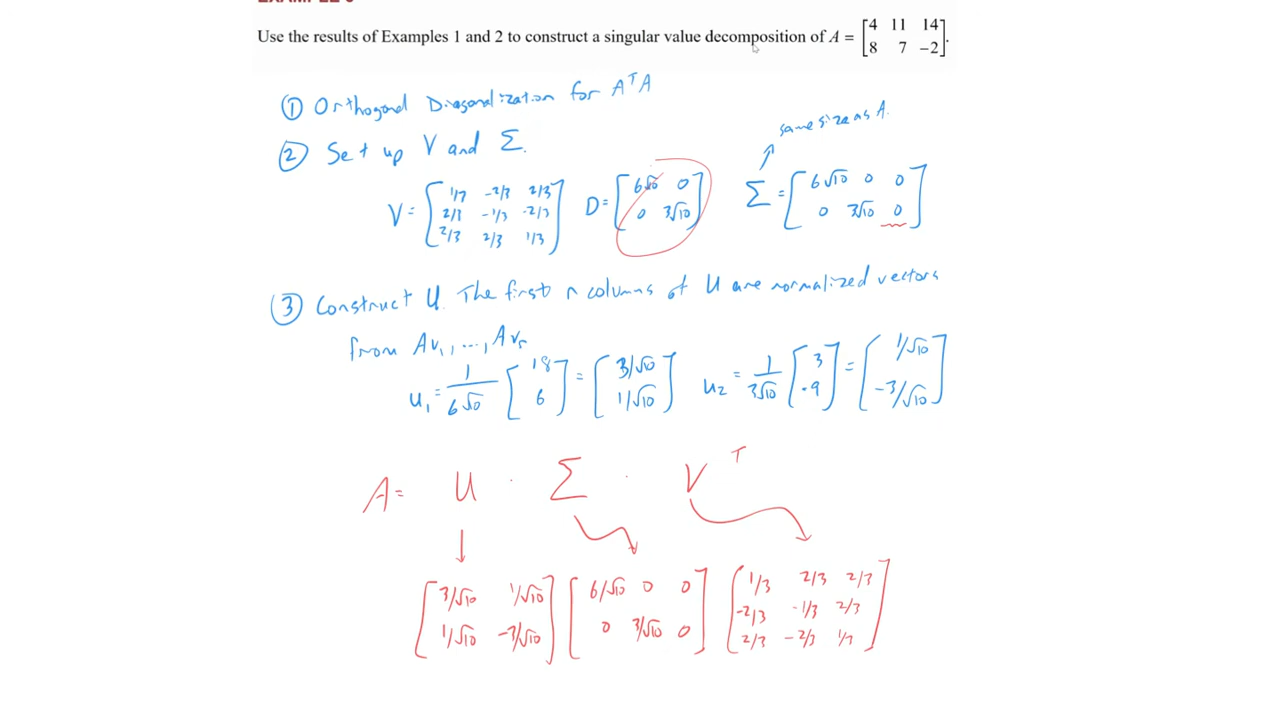 Use the results of Examples 1 and 2 to construct a singular value decomposition of A = [4 11 14; 8 7 −2].
① Orthogonal Diagonalization for AᵀA
same size as A.
② Set up V and Σ.
V = [1/3 -2/3 2/3; 2/3 -1/3 -2/3; 2/3 2/3 1/3] D = [6√10 0; 0 3√10] Σ = [6√10 0 0; 0 3√10 0]
③ Construct U. The first r columns of U are normalized vectors
from Av₁, ..., Avᵣ
u₁ = 1/6√10 [18; 6] = [3/√10; 1/√10] u₂ = 1/3√10 [3; -9] = [1/√10; -3/√10]
A = U · Σ · Vᵀ
[3/√10 1/√10; 1/√10 -3/√10] [6/√10 0 0; 0 3/√10 0] [1/3 2/3 2/3; -2/3 -1/3 2/3; 2/3 -2/3 1/3]